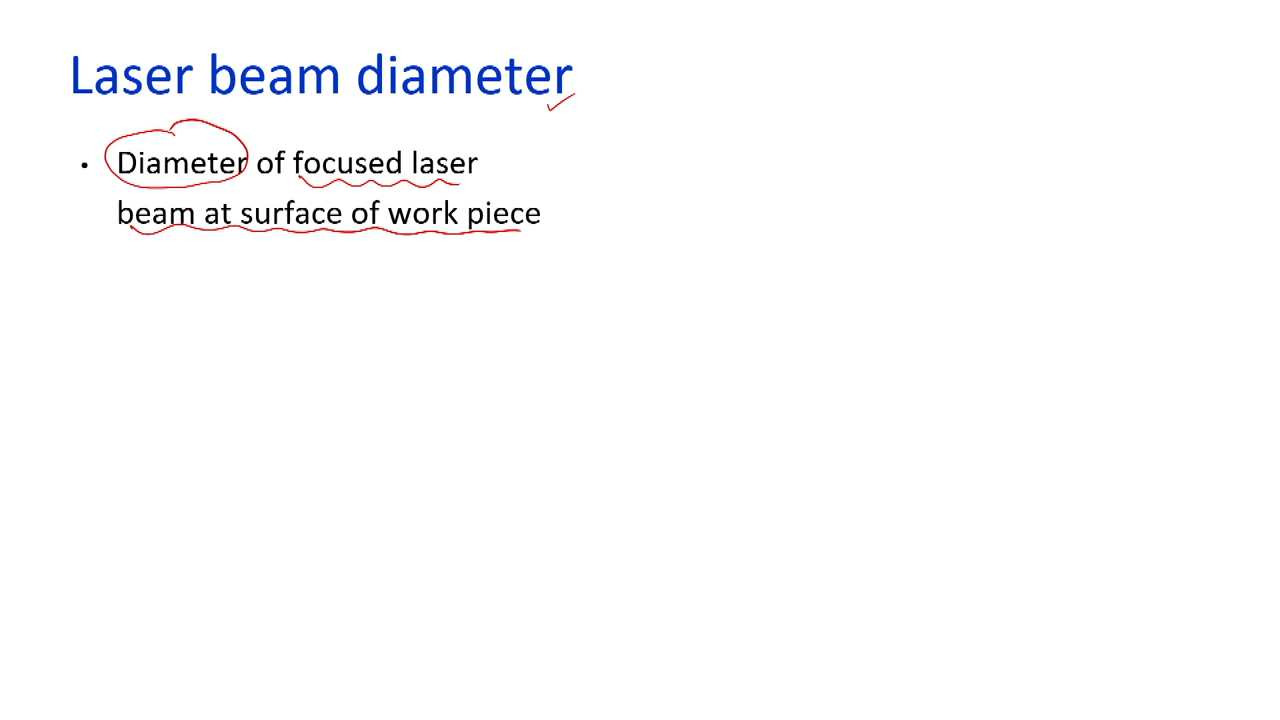 Laser beam diameter
• Diameter of focused laser
beam at surface of work piece